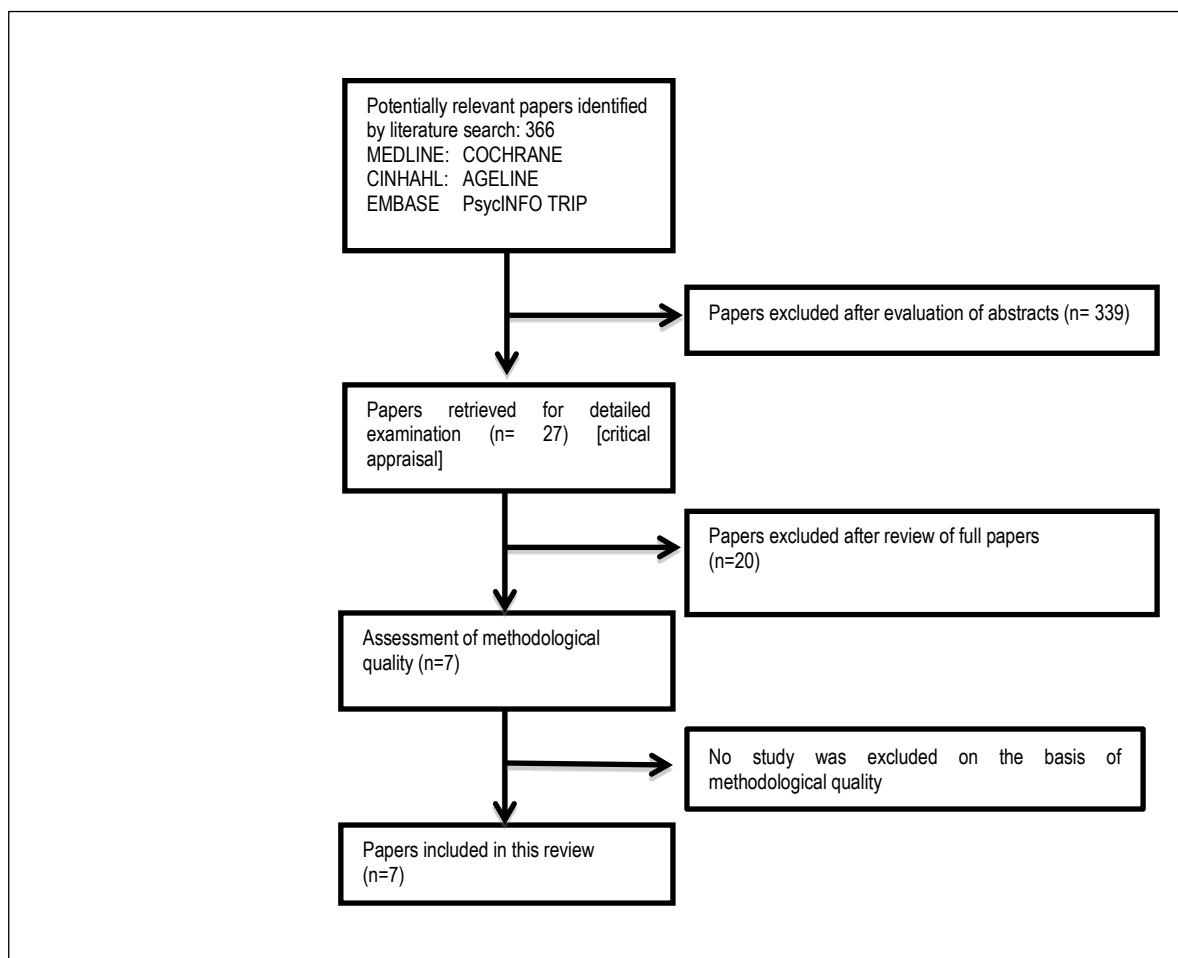 Potentially relevant papers identified
by literature search: 366
MEDLINE: COCHRANE
CINHAHL: AGELINE
EMBASE PsycINFO TRIP
Papers excluded after evaluation of abstracts (n= 339)
Papers retrieved for detailed
examination (n= 27) [critical
appraisal]
Papers excluded after review of full papers
(n=20)
Assessment of methodological
quality (n=7)
No study was excluded on the basis of
methodological quality
Papers included in this review
(n=7)